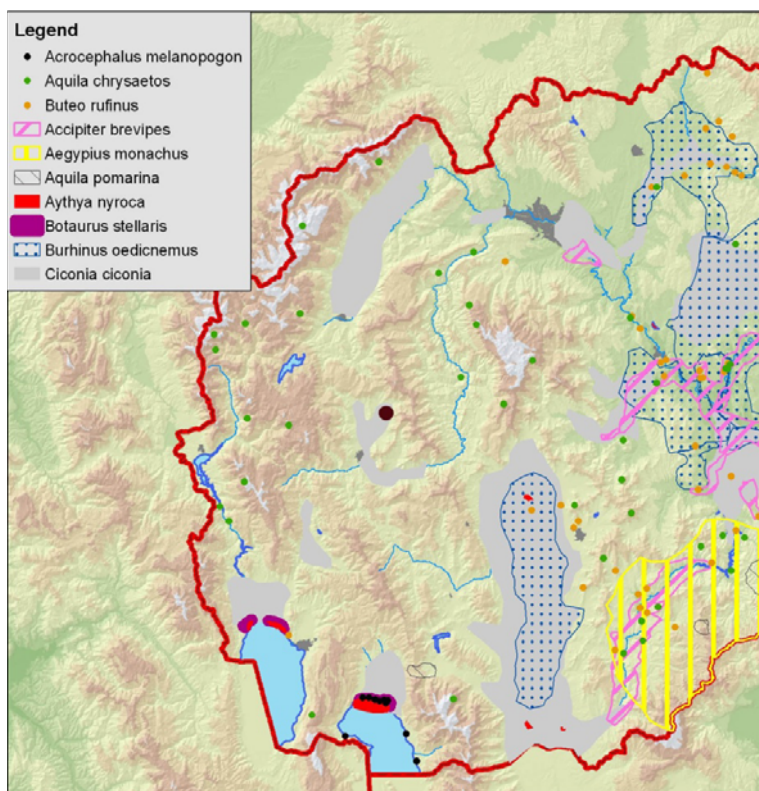 Legend
Acrocephalus melanopogon
Aquila chrysaetos
Buteo rufinus
Accipiter brevipes
Aegypius monachus
Aquila pomarina
Aythya nyroca
Botaurus stellaris
Burhinus oedicnemus
Ciconia ciconia